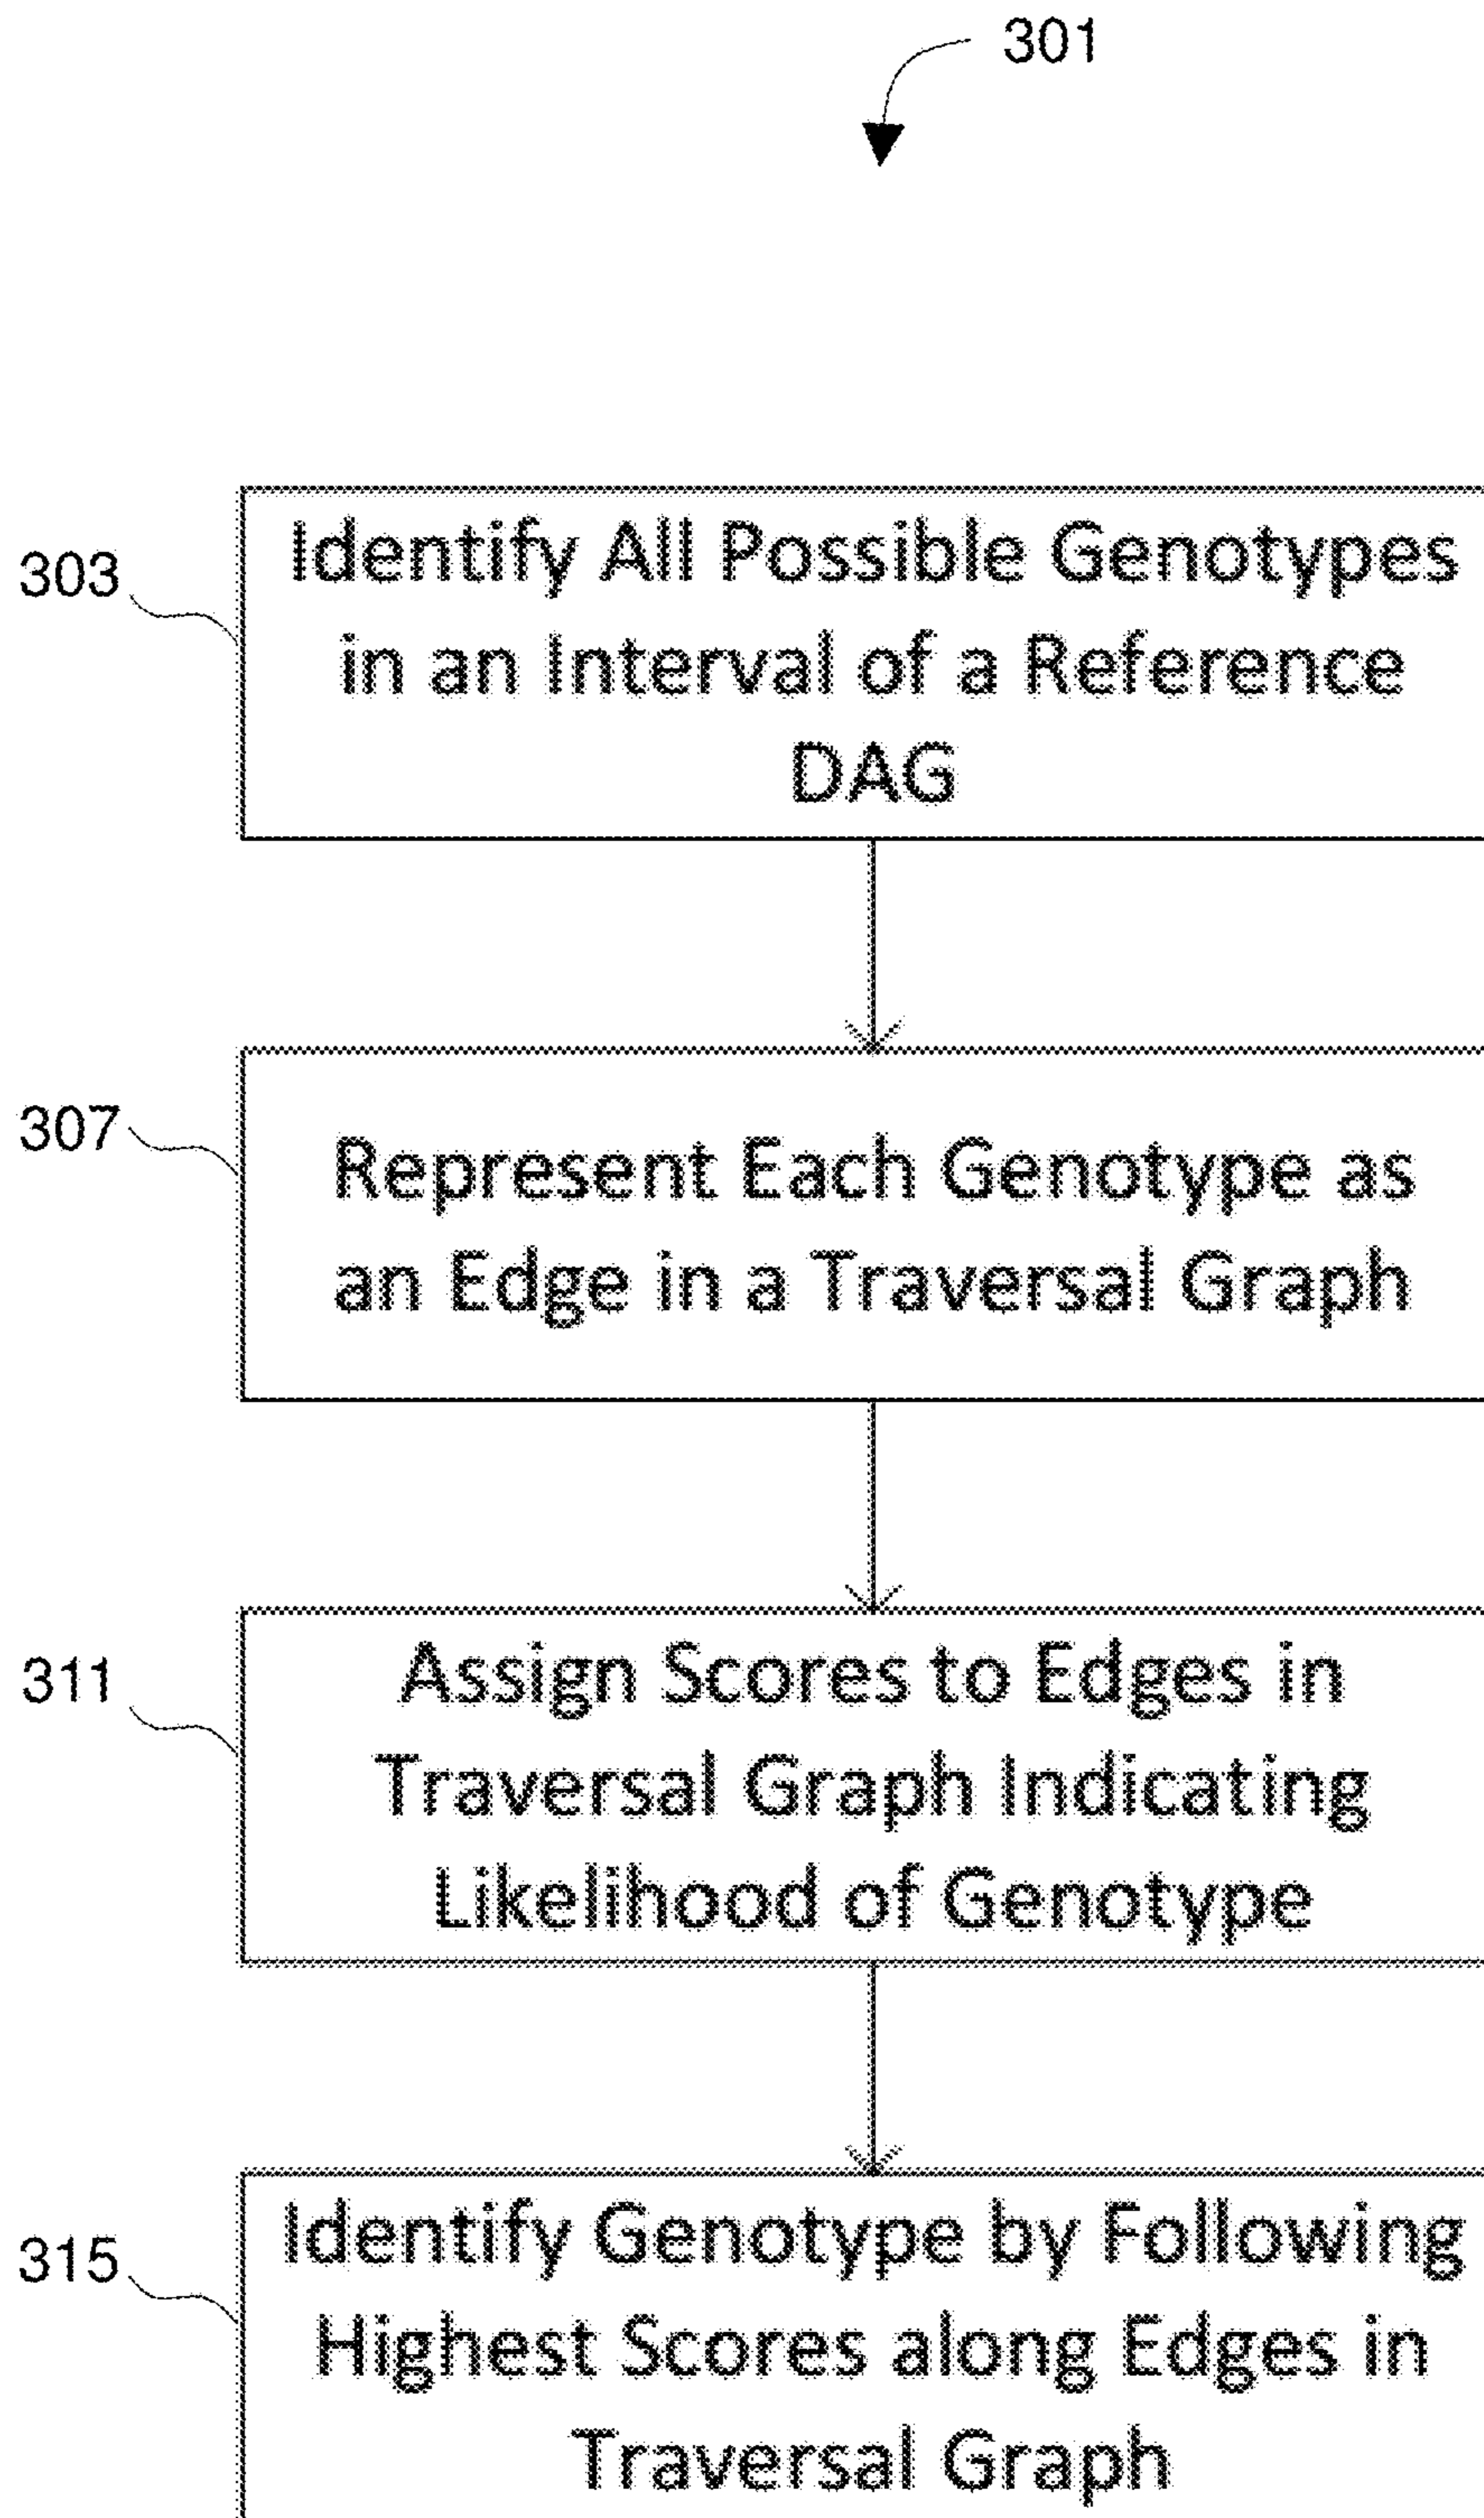 301
303
Identify All Possible Genotypes
in an Interval of a Reference
DAG
307
Represent Each Genotype as
an Edge in a Traversal Graph
311
Assign Scores to Edges in
Traversal Graph Indicating
Likelihood of Genotype
315
Identify Genotype by Following
Highest Scores along Edges in
Traversal Graph